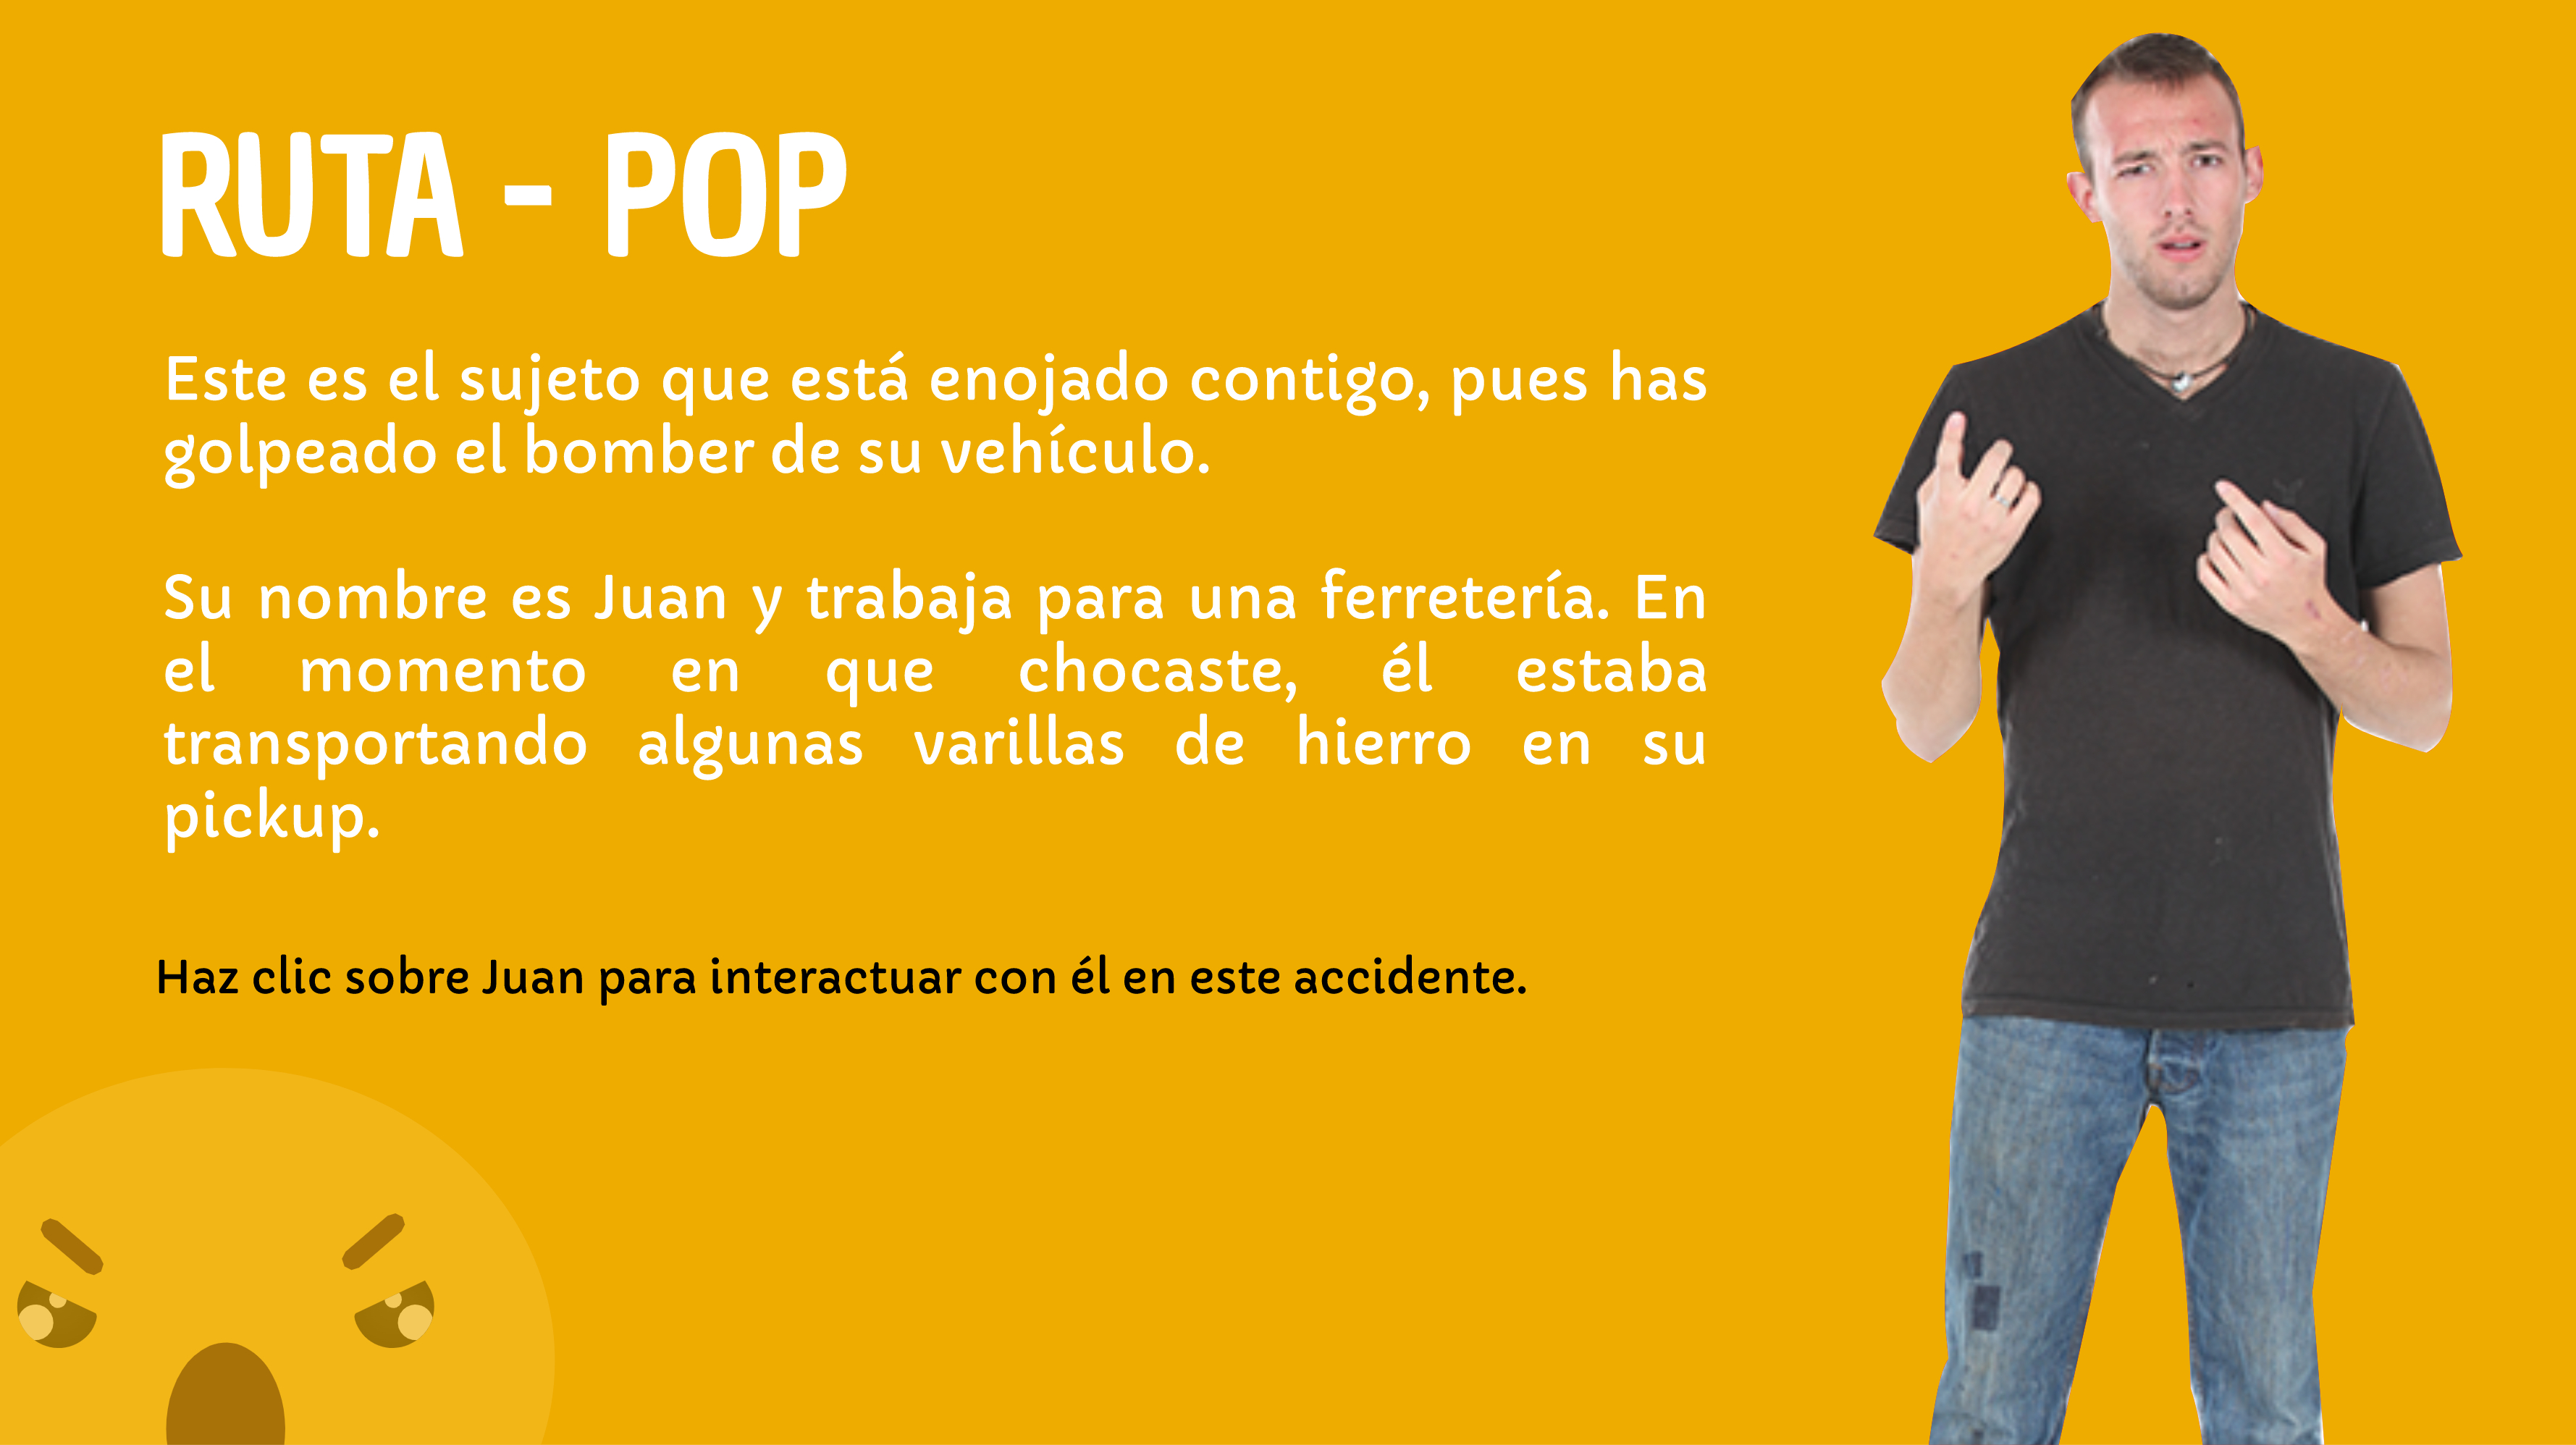 RUTA - POP
Este es el sujeto que está enojado contigo, pues has
golpeado el bomber de su vehículo.
Su nombre es Juan y trabaja para una ferretería. En
el momento en que chocaste, él estaba
transportando algunas varillas de hierro en su
pickup.
Haz clic sobre Juan para interactuar con él en este accidente.